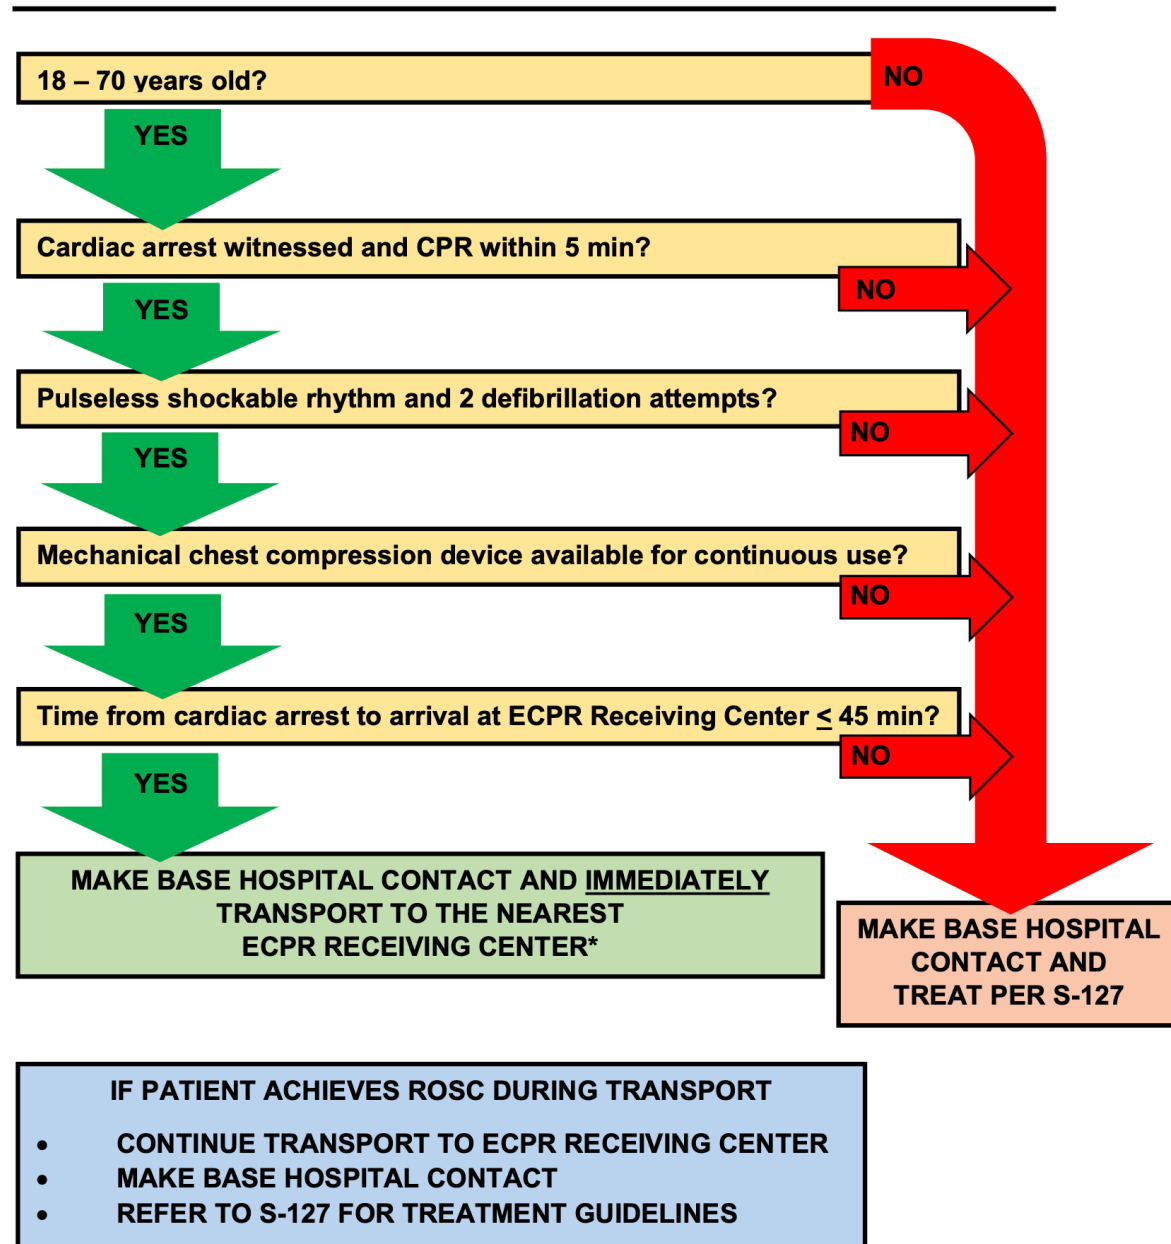 18 – 70 years old?
NO
YES
Cardiac arrest witnessed and CPR within 5 min?
NO
YES
Pulseless shockable rhythm and 2 defibrillation attempts?
NO
YES
Mechanical chest compression device available for continuous use?
NO
YES
Time from cardiac arrest to arrival at ECPR Receiving Center ≤ 45 min?
NO
YES
MAKE BASE HOSPITAL CONTACT AND IMMEDIATELY
TRANSPORT TO THE NEAREST
ECPR RECEIVING CENTER*
MAKE BASE HOSPITAL
CONTACT AND
TREAT PER S-127
IF PATIENT ACHIEVES ROSC DURING TRANSPORT
• CONTINUE TRANSPORT TO ECPR RECEIVING CENTER
• MAKE BASE HOSPITAL CONTACT
• REFER TO S-127 FOR TREATMENT GUIDELINES